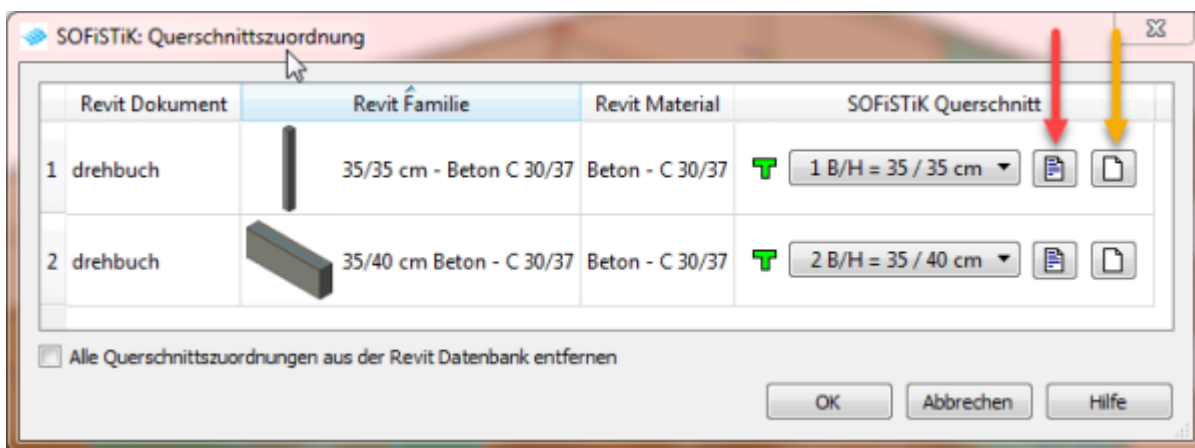 SOFiSTiK: Querschnittszuordnung
Revit Dokument Revit Familie Revit Material SOFiSTiK Querschnitt
1 drehbuch 35/35 cm - Beton C 30/37 Beton - C 30/37 1 B/H = 35 / 35 cm
2 drehbuch 35/40 cm Beton - C 30/37 Beton - C 30/37 2 B/H = 35 / 40 cm
Alle Querschnittszuordnungen aus der Revit Datenbank entfernen
OK Abbrechen Hilfe